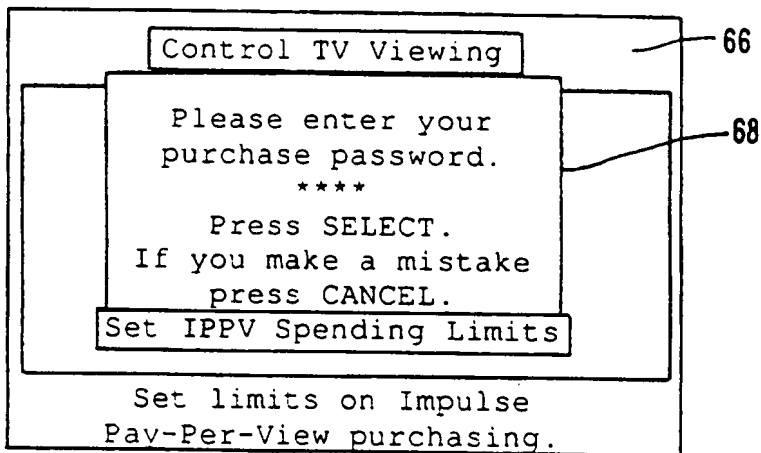 Control TV Viewing
66
Please enter your
purchase password.
68
****
Press SELECT.
If you make a mistake
press CANCEL.
Set IPPV Spending Limits
Set limits on Impulse
Pay-Per-View purchasing.